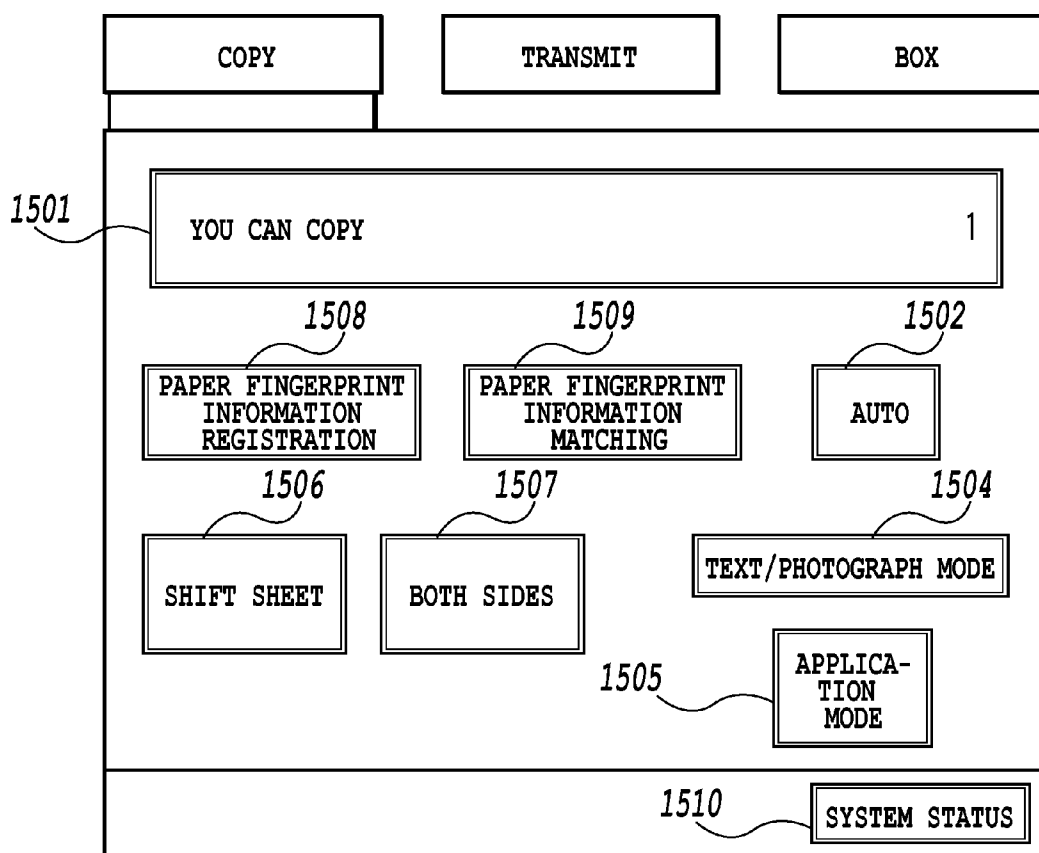 COPY
TRANSMIT
BOX
1501
YOU CAN COPY
1
1508
1509
1502
PAPER FINGERPRINT
INFORMATION
REGISTRATION
PAPER FINGERPRINT
INFORMATION
MATCHING
AUTO
1506
1507
1504
SHIFT SHEET
BOTH SIDES
TEXT/PHOTOGRAPH MODE
1505
APPLICA-
TION
MODE
1510
SYSTEM STATUS